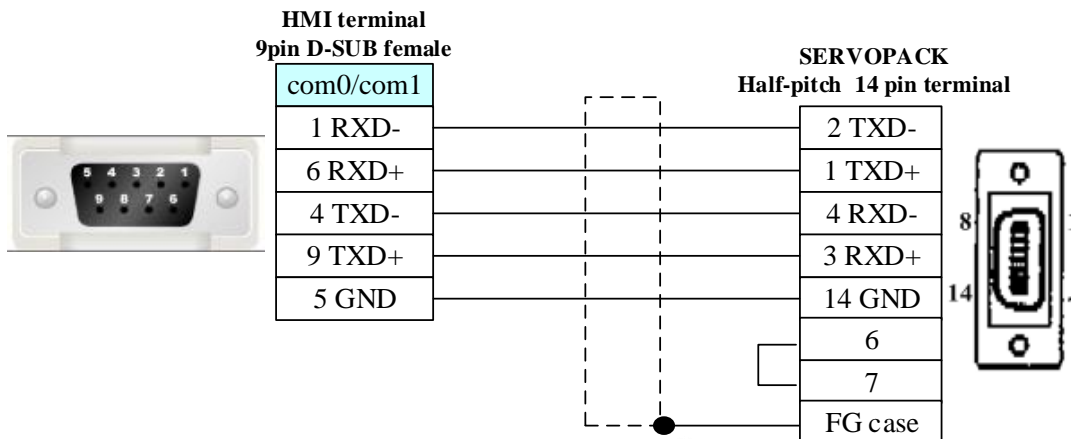 HMI terminal
9pin D-SUB female
com0/com1
1 RXD-
6 RXD+
4 TXD-
9 TXD+
5 GND
5 4 3 2 1
9 8 7 6
SERVOPACK
Half-pitch 14 pin terminal
2 TXD-
1 TXD+
4 RXD-
3 RXD+
14 GND
6
7
FG case
8
14